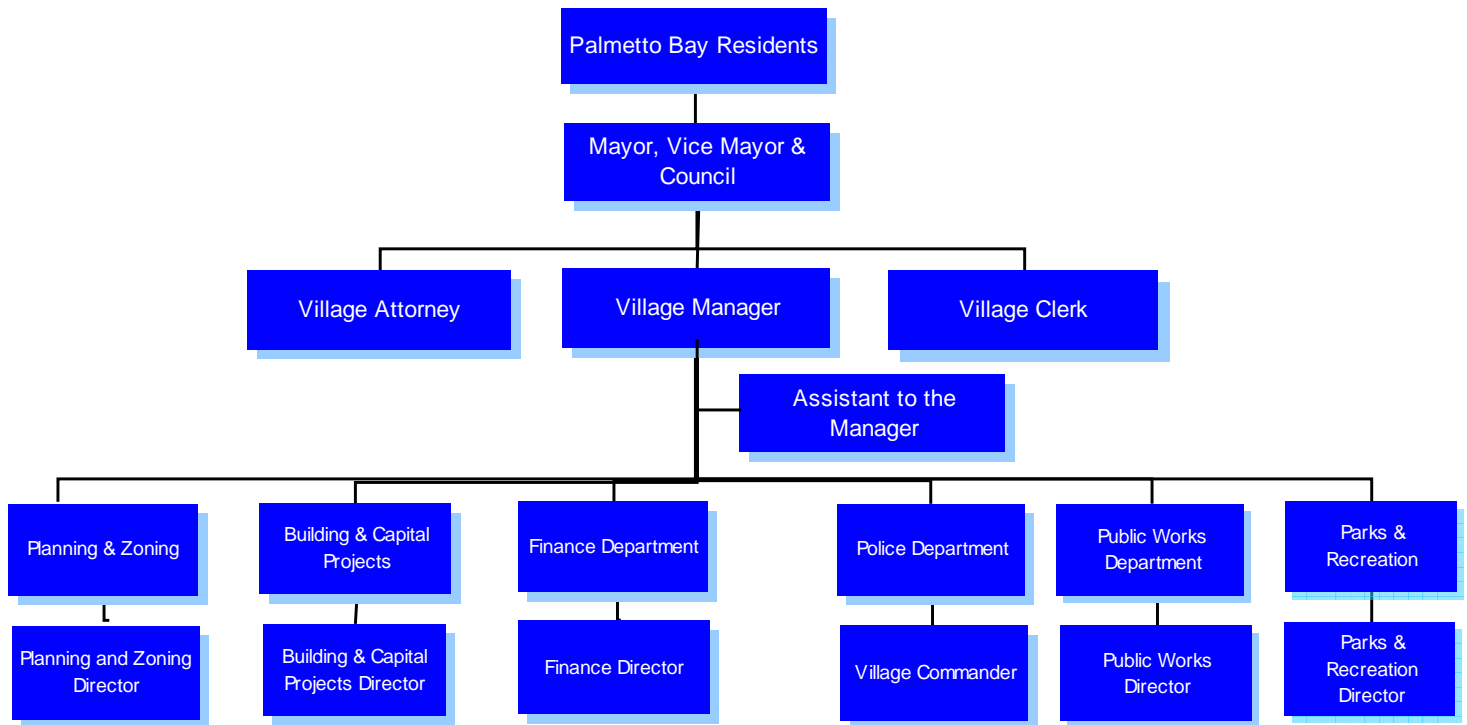 Palmetto Bay Residents
Mayor, Vice Mayor &
Council
Village Attorney
Village Manager
Village Clerk
Assistant to the
Manager
Planning & Zoning
Building & Capital
Projects
Finance Department
Police Department
Public Works
Department
Parks &
Recreation
Planning and Zoning
Director
Building & Capital
Projects Director
Finance Director
Village Commander
Public Works
Director
Parks &
Recreation
Director